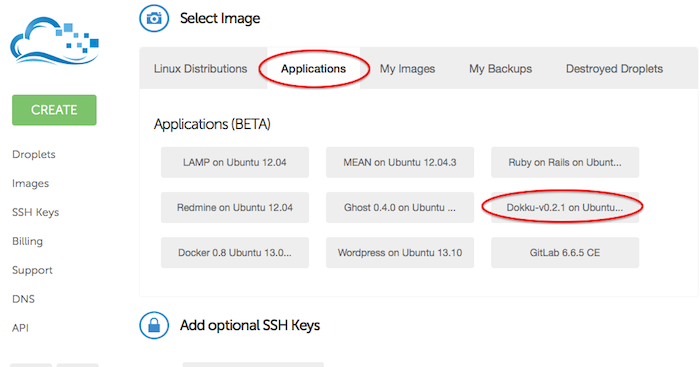 Select Image
Linux Distributions Applications My Images My Backups Destroyed Droplets
CREATE
Applications (BETA)
Droplets
LAMP on Ubuntu 12.04 MEAN on Ubuntu 12.04.3 Ruby on Rails on Ubunt...
Images
SSH Keys
Redmine on Ubuntu 12.04 Ghost 0.4.0 on Ubuntu ... Dokku-v0.2.1 on Ubuntu...
Billing
Docker 0.8 Ubuntu 13.0... Wordpress on Ubuntu 13.10 GitLab 6.6.5 CE
Support
DNS
API
Add optional SSH Keys